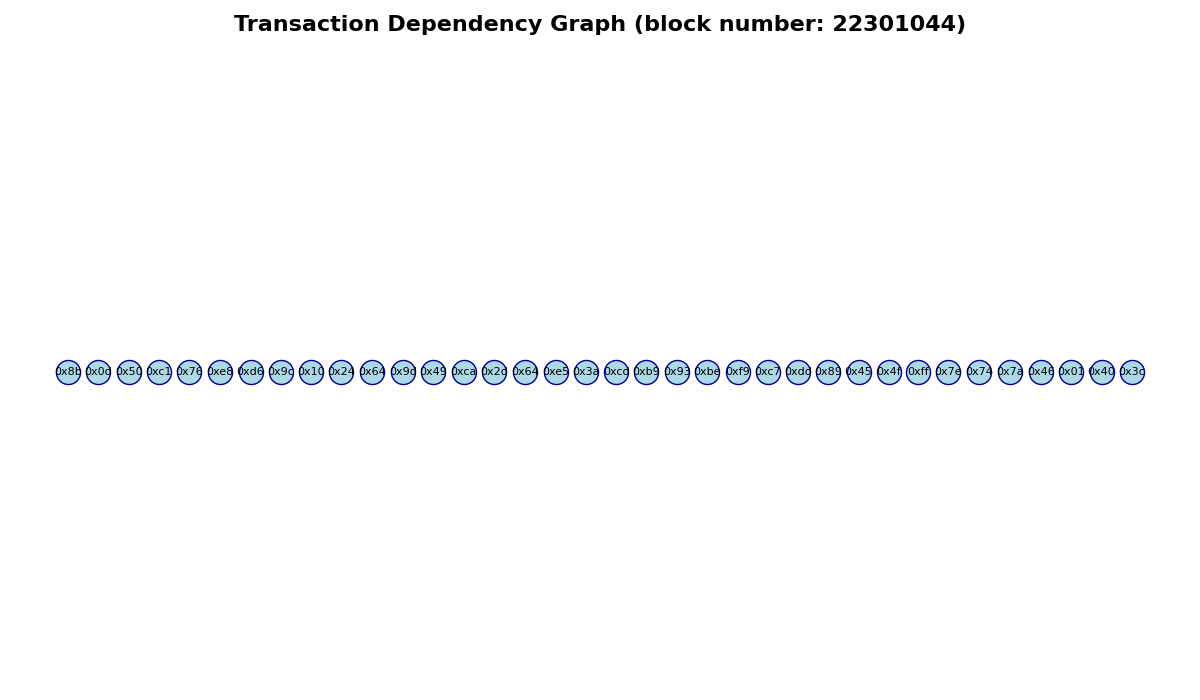 Transaction Dependency Graph (block number: 22301044)
0x8b 0x0d 0x50 0xc1 0x76 0xe8 0xd6 0x9c 0x10 0x24 0x64 0x9d 0x49 0xca 0x2d 0x64 0xe5 0x3a 0xcc 0xb9 0x93 0xbe 0xf9 0xc7 0xdd 0x89 0x45 0x4f 0xff 0x7e 0x74 0x7a 0x46 0x01 0x40 0x3c